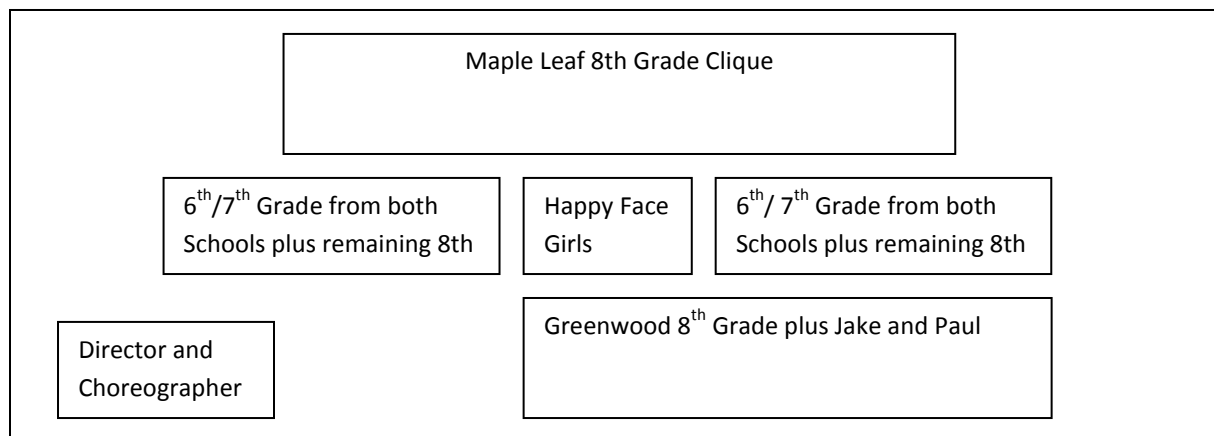 Maple Leaf 8th Grade Clique
6th/7th Grade from both
Schools plus remaining 8th
Happy Face
Girls
6th/ 7th Grade from both
Schools plus remaining 8th
Greenwood 8th Grade plus Jake and Paul
Director and
Choreographer